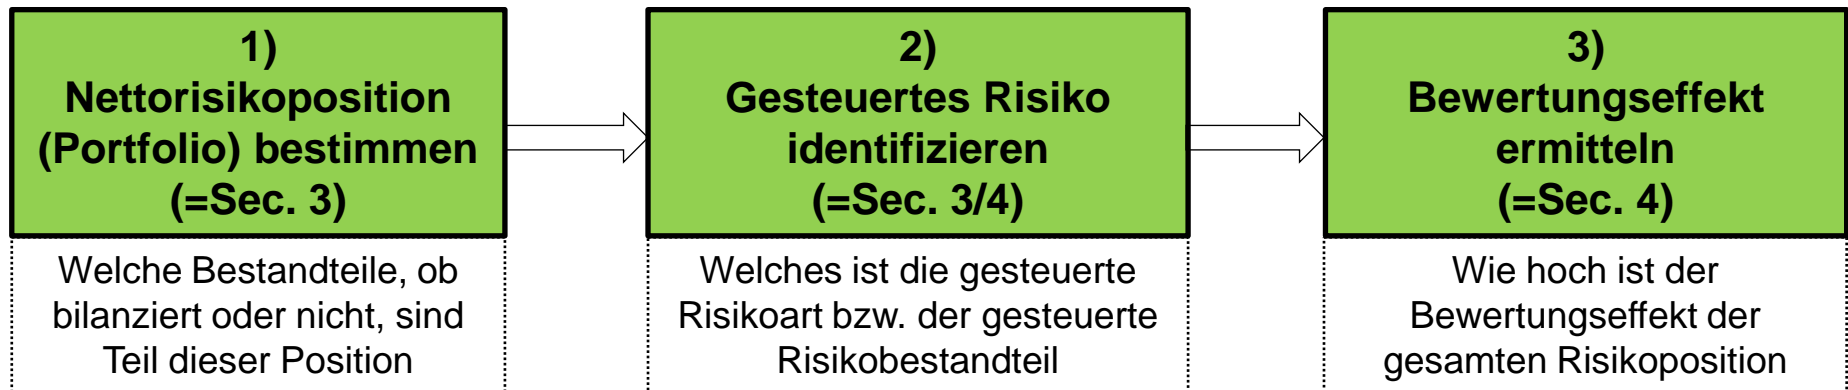 1)
Nettorisikoposition
(Portfolio) bestimmen
(=Sec. 3)
Welche Bestandteile, ob
bilanziert oder nicht, sind
Teil dieser Position
2)
Gesteuertes Risiko
identifizieren
(=Sec. 3/4)
Welches ist die gesteuerte
Risikoart bzw. der gesteuerte
Risikobestandteil
3)
Bewertungseffekt
ermitteln
(=Sec. 4)
Wie hoch ist der
Bewertungseffekt der
gesamten Risikoposition